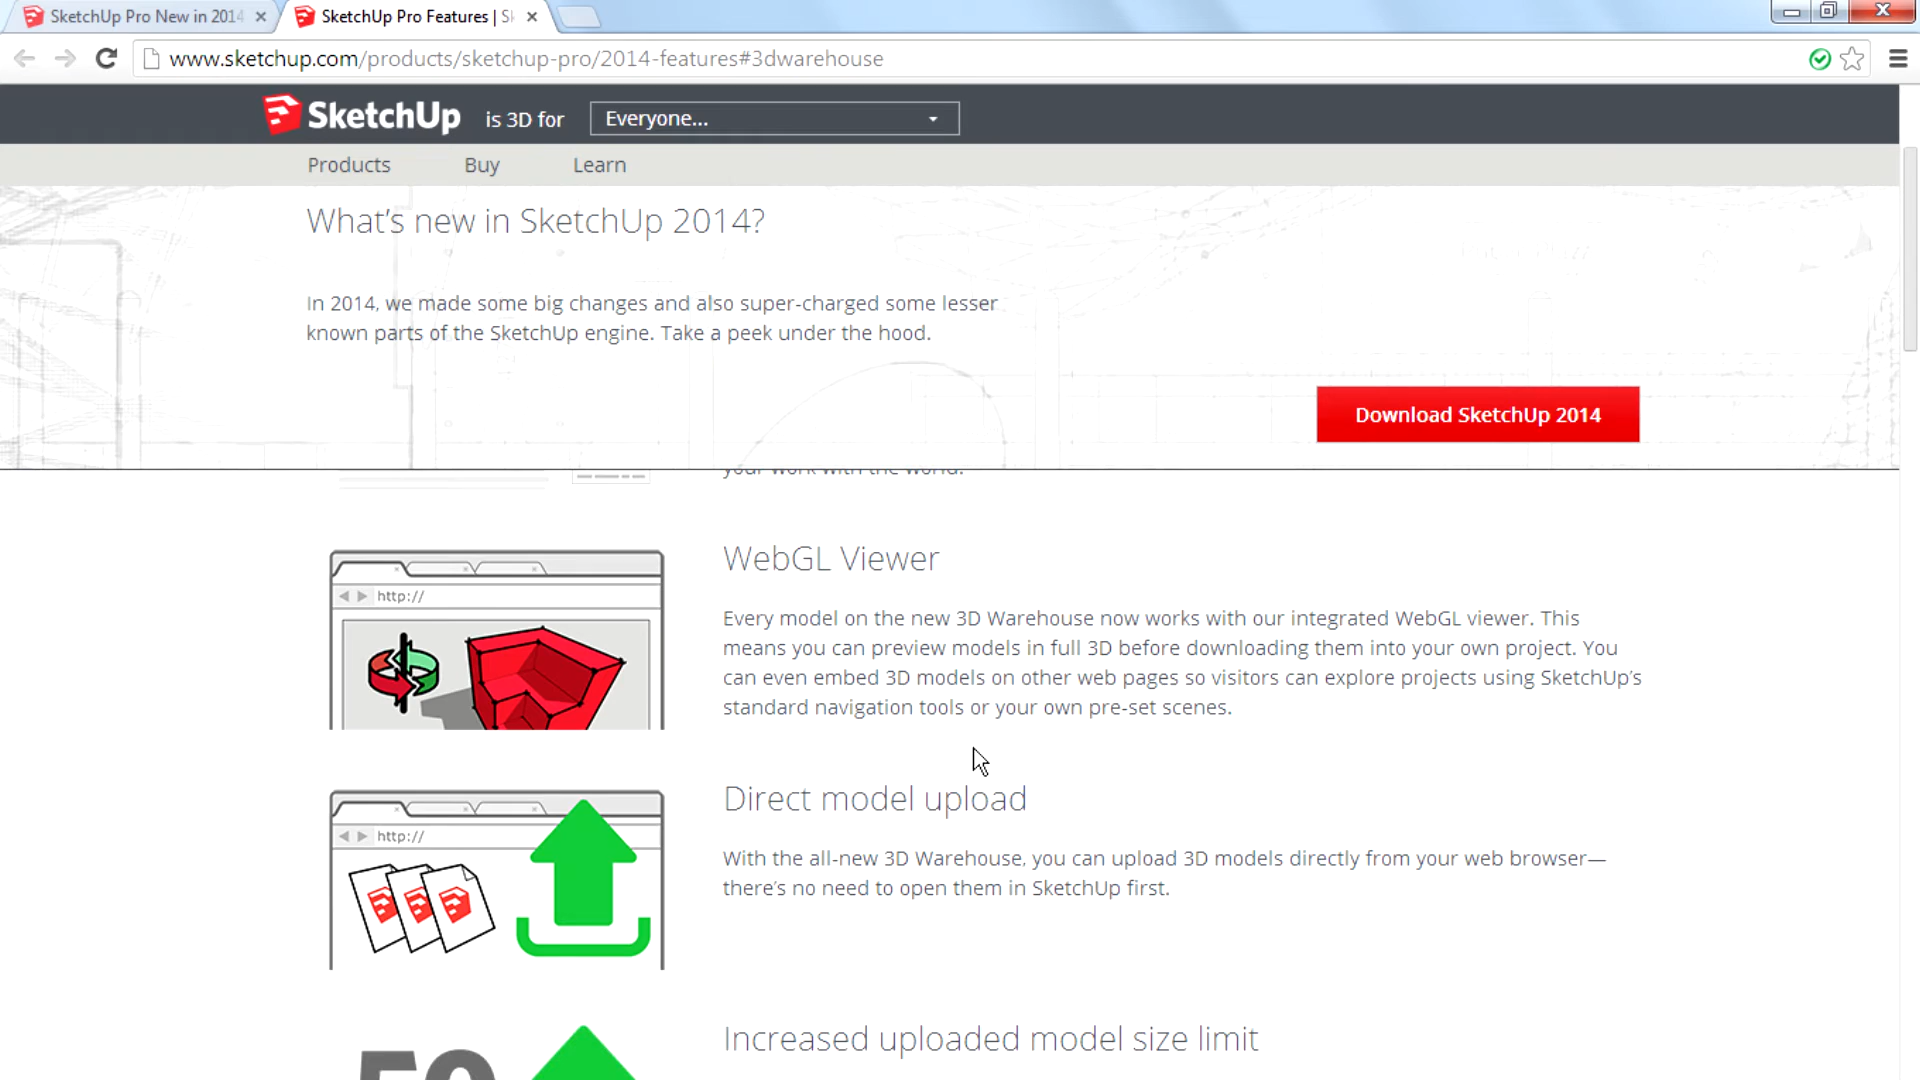 SketchUp Pro New in 2014
SketchUp Pro Features | Sk
www.sketchup.com/products/sketchup-pro/2014-features#3dwarehouse
SketchUp is 3D for Everyone...
Products Buy Learn
What's new in SketchUp 2014?
In 2014, we made some big changes and also super-charged some lesser
known parts of the SketchUp engine. Take a peek under the hood.
Download SketchUp 2014
your work with the world.
WebGL Viewer
http://
Every model on the new 3D Warehouse now works with our integrated WebGL viewer. This
means you can preview models in full 3D before downloading them into your own project. You
can even embed 3D models on other web pages so visitors can explore projects using SketchUp's
standard navigation tools or your own pre-set scenes.
Direct model upload
http://
With the all-new 3D Warehouse, you can upload 3D models directly from your web browser—
there's no need to open them in SketchUp first.
Increased uploaded model size limit
50